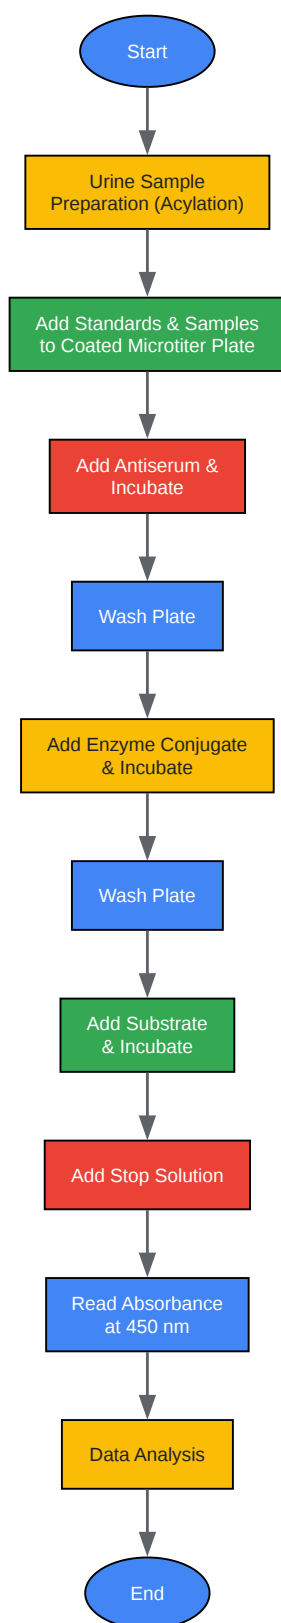 Start
Urine Sample
Preparation (Acylation)
Add Standards & Samples
to Coated Microtiter Plate
Add Antiserum &
Incubate
Wash Plate
Add Enzyme Conjugate
& Incubate
Wash Plate
Add Substrate
& Incubate
Add Stop Solution
Read Absorbance
at 450 nm
Data Analysis
End